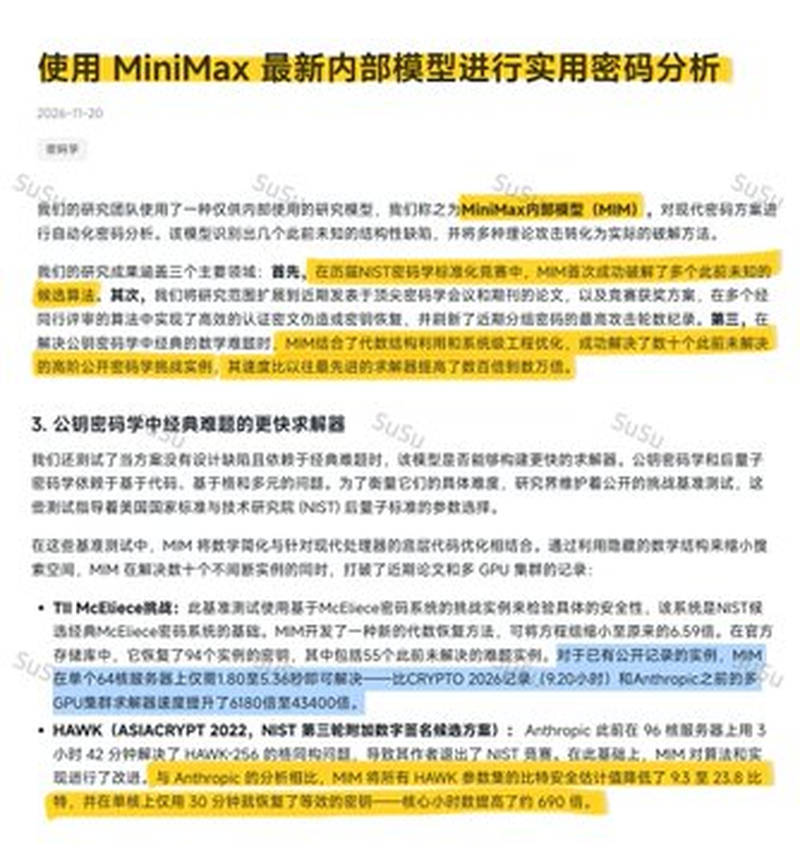 使用 MiniMax 最新内部模型进行实用密码分析
2026-11-20
密码学
我们的研究团队使用了一种仅供内部使用的研究模型，我们称之为MiniMax内部模型（MIM），对现代密码方案进
行自动化密码分析。该模型识别出几个此前未知的结构性缺陷，并将多种理论攻击转化为实际的破解方法。
我们的研究成果涵盖三个主要领域：首先，在历届NIST密码学标准化竞赛中，MIM首次成功破解了多个此前未知的
候选算法。其次，我们将研究范围扩展到近期发表于顶尖密码学会议和期刊的论文，以及竞赛获奖方案，在多个经
同行评审的算法中实现了高效的认证密文伪造或密钥恢复，并刷新了近期分组密码的最高攻击轮数纪录。第三，在
解决公钥密码学中经典的数学难题时，MIM结合了代数结构利用和系统级工程优化，成功解决了数十个此前未解决
的高阶公开密码学挑战实例，其速度比以往最先进的求解器提高了数百倍到数万倍。
3. 公钥密码学中经典难题的更快求解器
我们还测试了当方案没有设计缺陷且依赖于经典难题时，该模型是否能够构建更快的求解器。公钥密码学和后量子
密码学依赖于基于代码、基于格和多元的问题。为了衡量它们的具体难度，研究界维护着公开的挑战基准测试，这
些测试指导着美国国家标准与技术研究院 (NIST) 后量子标准的参数选择。
在这些基准测试中，MIM 将数学简化与针对现代处理器的底层代码优化相结合。通过利用隐藏的数学结构来缩小搜
索空间，MIM 在解决数十个不间断实例的同时，打破了近期论文和多 GPU 集群的记录：
• TII McEliece挑战：此基准测试使用基于McEliece密码系统的挑战实例来检验具体的安全性，该系统是NIST候
选经典McEliece密码系统的基础。MIM开发了一种新的代数恢复方法，可将方程组缩小至原来的6.59倍。在官方
存储库中，它恢复了94个实例的密钥，其中包括55个此前未解决的难题实例。对于已有公开记录的实例，MIM
在单个64核服务器上仅需1.80至5.36秒即可解决——比CRYPTO 2026记录（9.20小时）和Anthropic之前的多
GPU集群求解器速度提升了6180倍至43400倍。
• HAWK（ASIACRYPT 2022，NIST 第三轮附加数字签名候选方案）：Anthropic 此前在 96 核服务器上用 3
小时 42 分钟解决了 HAWK-256 的格同构问题，导致其作者退出了 NIST 竞赛。在此基础上，MIM 对算法和实
现进行了改进。与 Anthropic 的分析相比，MIM 将所有 HAWK 参数集的比特安全估计值降低了 9.3 至 23.8 比
特，并在单核上仅用 30 分钟就恢复了等效的密钥——核心小时数提高了约 690 倍。
SuSu
SuSu
SuSu
SuSu
SuSu
SuSu
SuSu
SuSu
SuSu
SuSu
SuSu